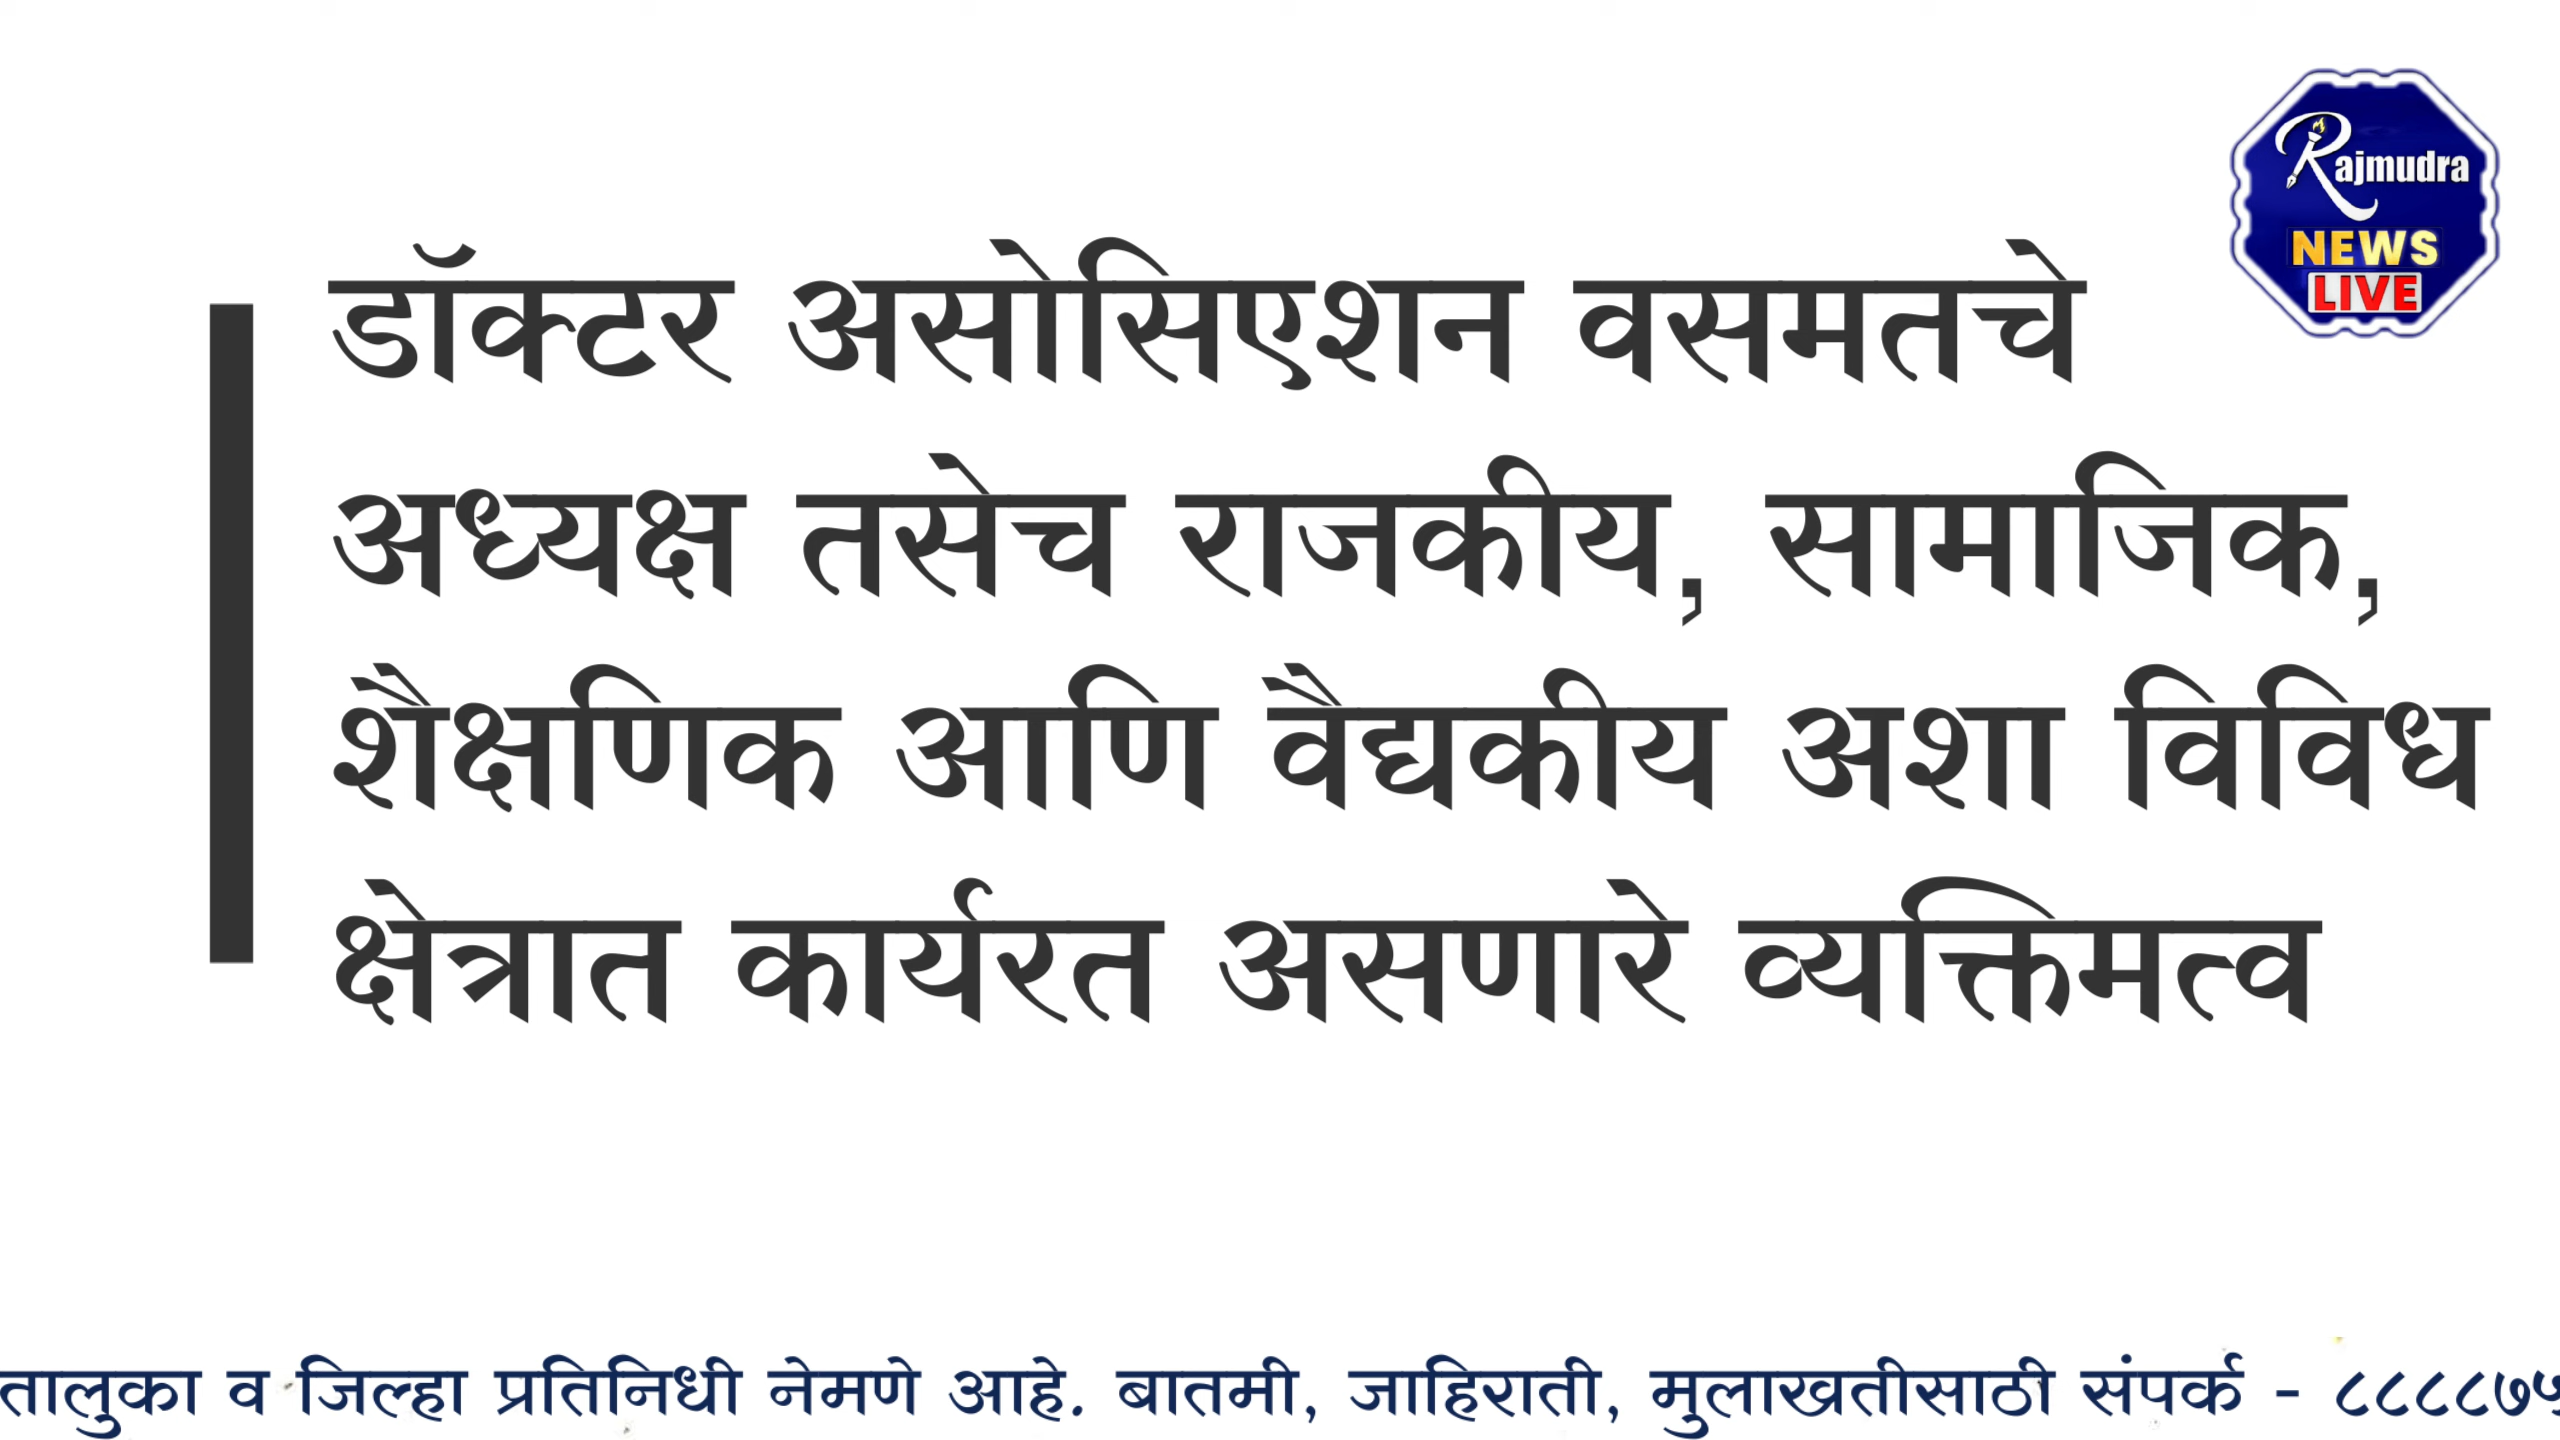 Rajmudra
NEWS
LIVE
डॉक्टर असोसिएशन वसमतचे
अध्यक्ष तसेच राजकीय, सामाजिक,
शैक्षणिक आणि वैद्यकीय अशा विविध
क्षेत्रात कार्यरत असणारे व्यक्तिमत्व
तालुका व जिल्हा प्रतिनिधी नेमणे आहे. बातमी, जाहिराती, मुलाखतीसाठी संपर्क - ८८८८७५